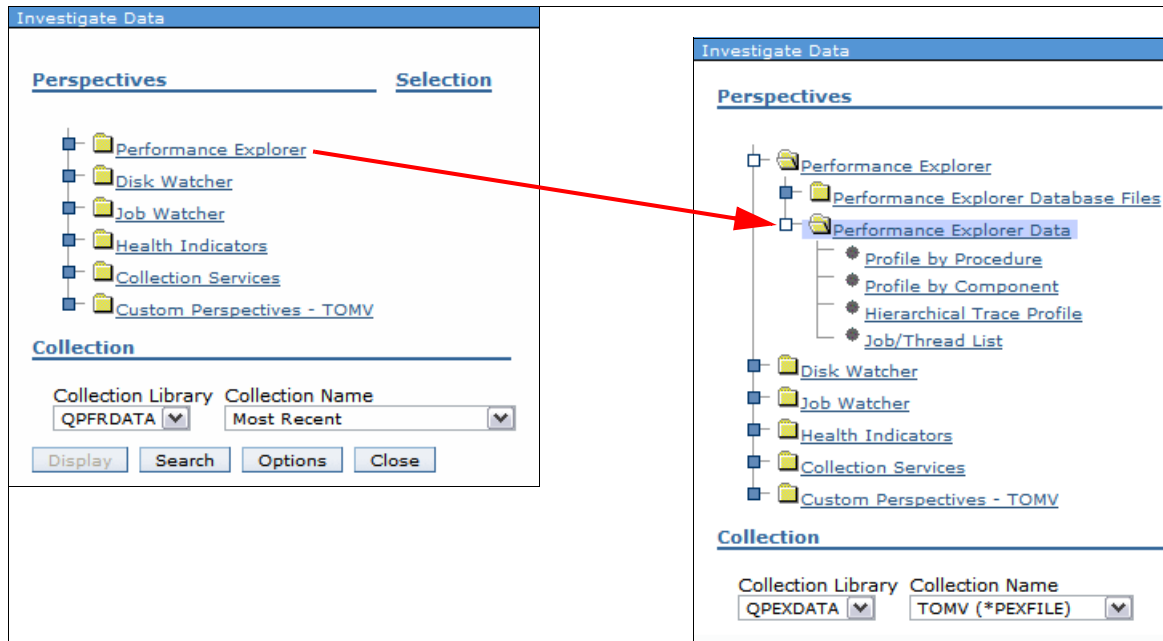 Investigate Data
Perspectives Selection
Performance Explorer
Disk Watcher
Job Watcher
Health Indicators
Collection Services
Custom Perspectives - TOMV
Collection
Collection Library Collection Name
QPFRDATA Most Recent
Display Search Options Close
Investigate Data
Perspectives
Performance Explorer
Performance Explorer Database Files
Performance Explorer Data
Profile by Procedure
Profile by Component
Hierarchical Trace Profile
Job/Thread List
Disk Watcher
Job Watcher
Health Indicators
Collection Services
Custom Perspectives - TOMV
Collection
Collection Library Collection Name
QPEXDATA TOMV (*PEXFILE)